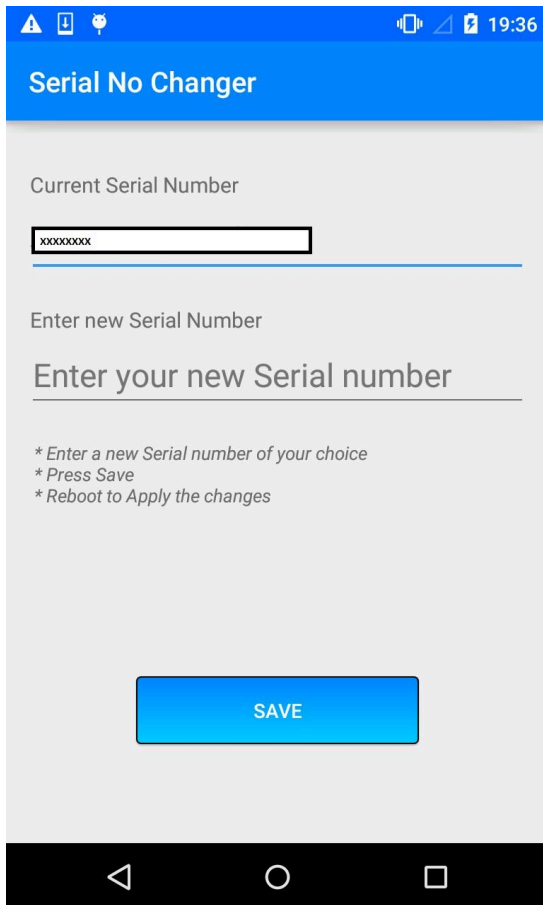 19:36
Serial No Changer
Current Serial Number
xxxxxxxx
Enter new Serial Number
Enter your new Serial number
* Enter a new Serial number of your choice
* Press Save
* Reboot to Apply the changes
SAVE